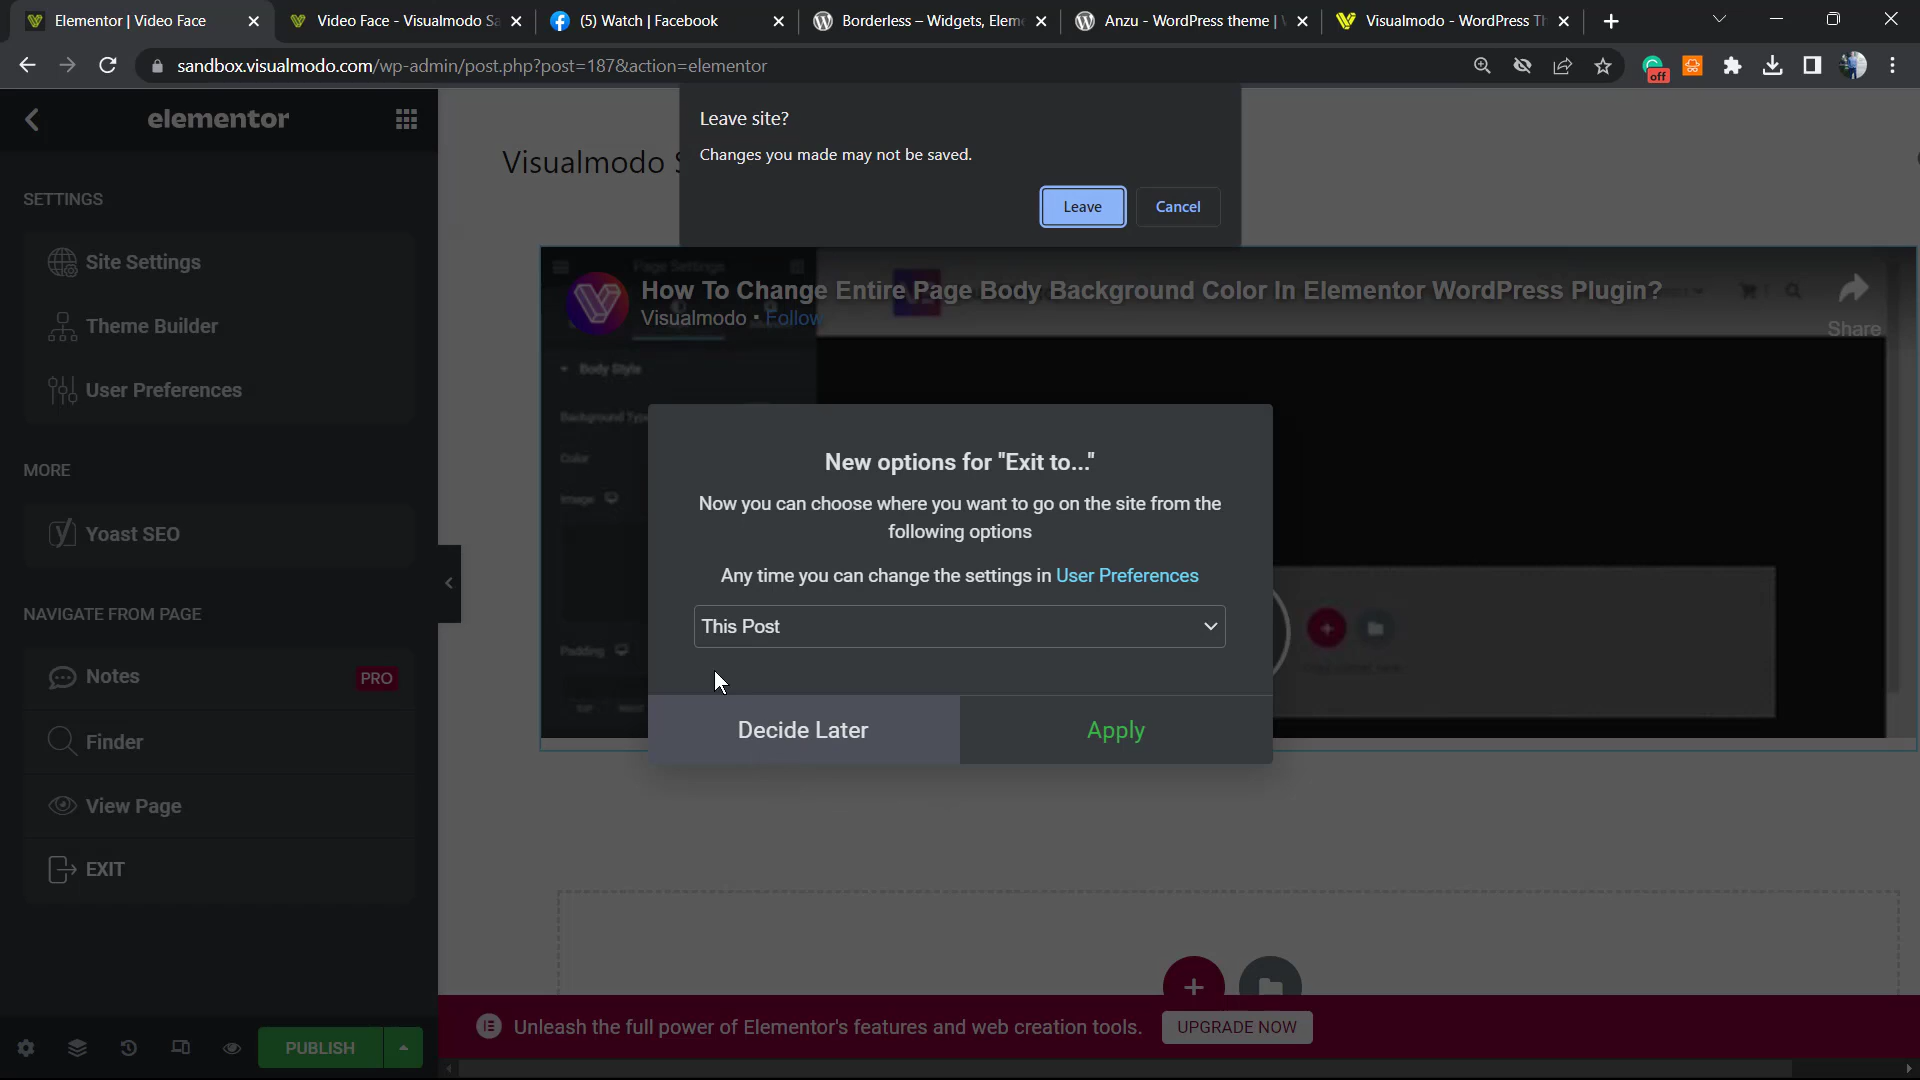 Elementor | Video Face
Video Face - Visualmodo Sa
(5) Watch | Facebook
Borderless – Widgets, Elem
Anzu - WordPress theme |
Visualmodo - WordPress Th
sandbox.visualmodo.com/wp-admin/post.php?post=187&action=elementor
off
elementor
Leave site?
Changes you made may not be saved.
Leave
Cancel
Visualmodo S
SETTINGS
Site Settings
Theme Builder
User Preferences
Page Settings
How To Change Entire Page Body Background Color In Elementor WordPress Plugin?
Visualmodo • Follow
Share
Body Style
Background Type
Color
Image
Padding
New options for "Exit to..."
Now you can choose where you want to go on the site from the
following options
Any time you can change the settings in User Preferences
This Post
Decide Later
Apply
MORE
Yoast SEO
NAVIGATE FROM PAGE
Notes
PRO
Finder
View Page
EXIT
PUBLISH
Unleash the full power of Elementor's features and web creation tools.
UPGRADE NOW